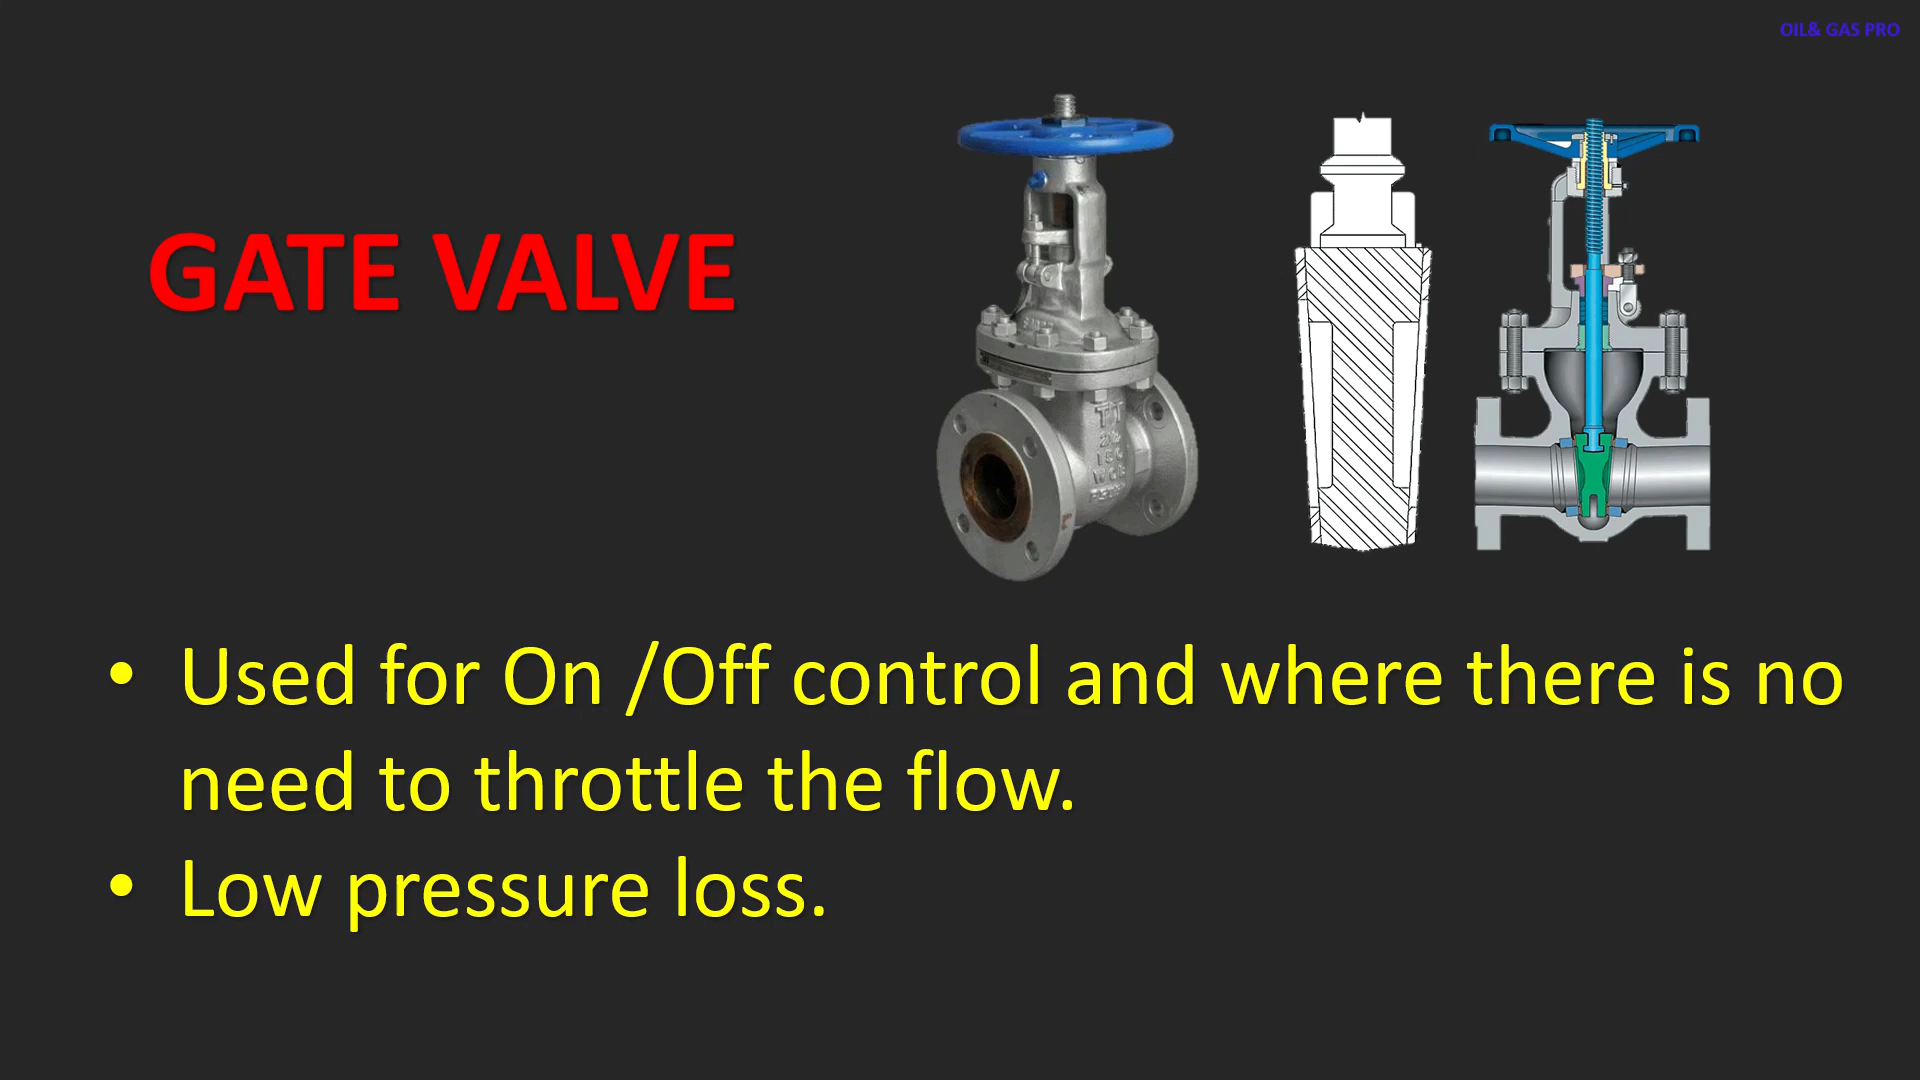 OIL& GAS PRO
GATE VALVE
• Used for On /Off control and where there is no
need to throttle the flow.
• Low pressure loss.